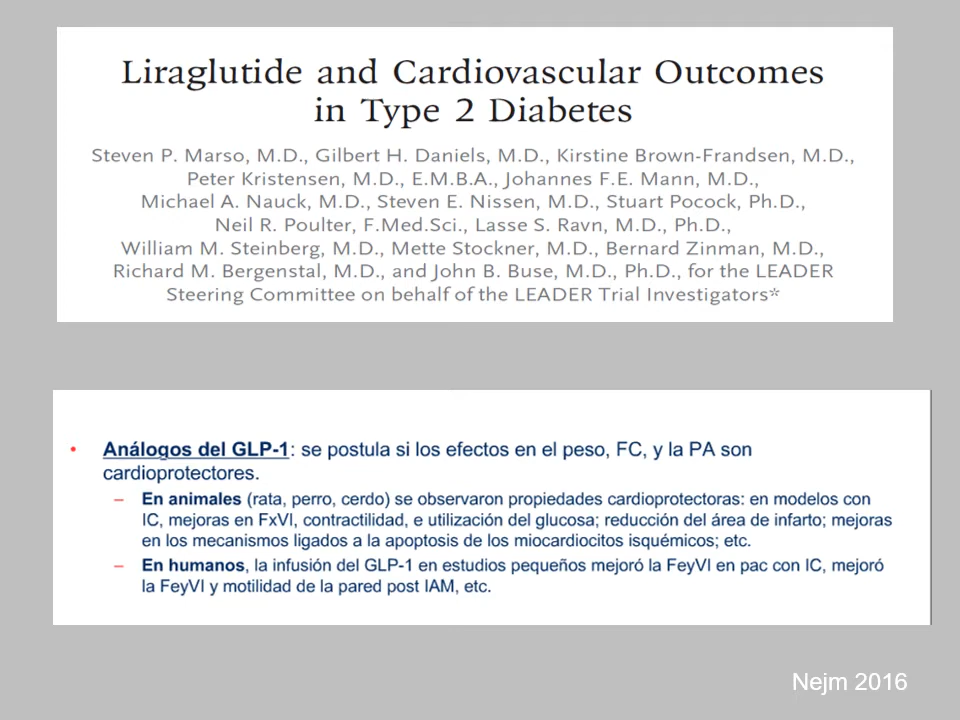 Liraglutide and Cardiovascular Outcomes
in Type 2 Diabetes
Steven P. Marso, M.D., Gilbert H. Daniels, M.D., Kirstine Brown-Frandsen, M.D.,
Peter Kristensen, M.D., E.M.B.A., Johannes F.E. Mann, M.D.,
Michael A. Nauck, M.D., Steven E. Nissen, M.D., Stuart Pocock, Ph.D.,
Neil R. Poulter, F.Med.Sci., Lasse S. Ravn, M.D., Ph.D.,
William M. Steinberg, M.D., Mette Stockner, M.D., Bernard Zinman, M.D.,
Richard M. Bergenstal, M.D., and John B. Buse, M.D., Ph.D., for the LEADER
Steering Committee on behalf of the LEADER Trial Investigators*
• Análogos del GLP-1: se postula si los efectos en el peso, FC, y la PA son
cardioprotectores.
– En animales (rata, perro, cerdo) se observaron propiedades cardioprotectoras: en modelos con
IC, mejoras en FxVI, contractilidad, e utilización del glucosa; reducción del área de infarto; mejoras
en los mecanismos ligados a la apoptosis de los miocardiocitos isquémicos; etc.
– En humanos, la infusión del GLP-1 en estudios pequeños mejoró la FeyVI en pac con IC, mejoró
la FeyVI y motilidad de la pared post IAM, etc.
Nejm 2016